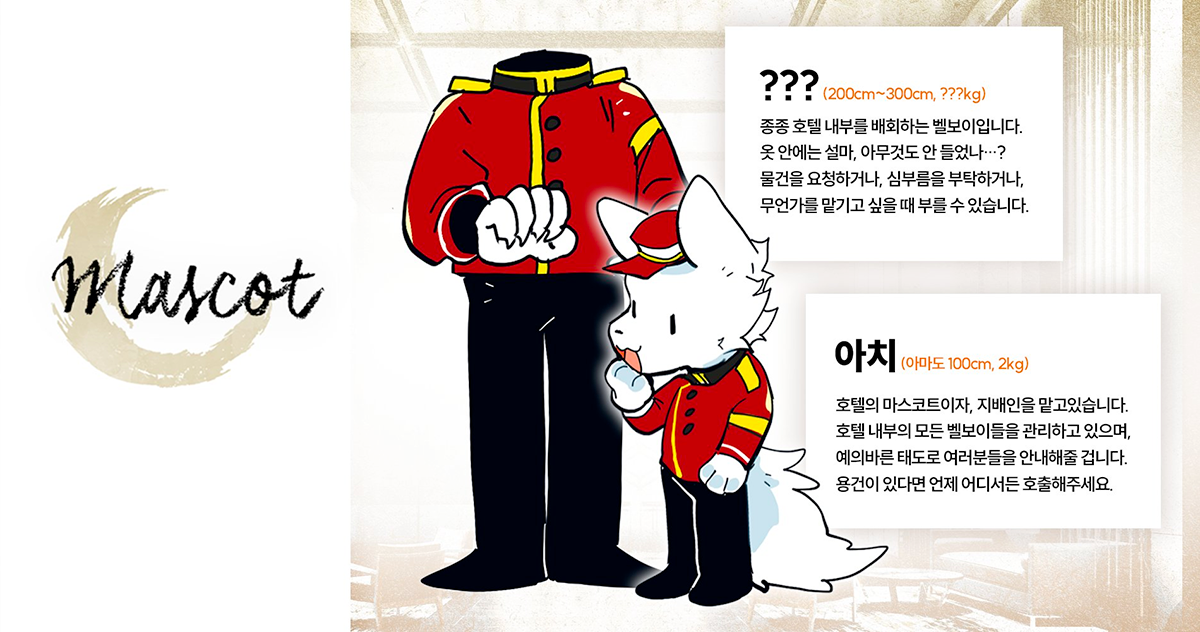 Mascot
??? (200cm~300cm, ???kg)
종종 호텔 내부를 배회하는 벨보이입니다.
옷 안에는 설마, 아무것도 안 들었나…?
물건을 요청하거나, 심부름을 부탁하거나,
무언가를 맡기고 싶을 때 부를 수 있습니다.
아치 (아마도 100cm, 2kg)
호텔의 마스코트이자, 지배인을 맡고있습니다.
호텔 내부의 모든 벨보이들을 관리하고 있으며,
예의바른 태도로 여러분들을 안내해줄 겁니다.
용건이 있다면 언제 어디서든 호출해주세요.